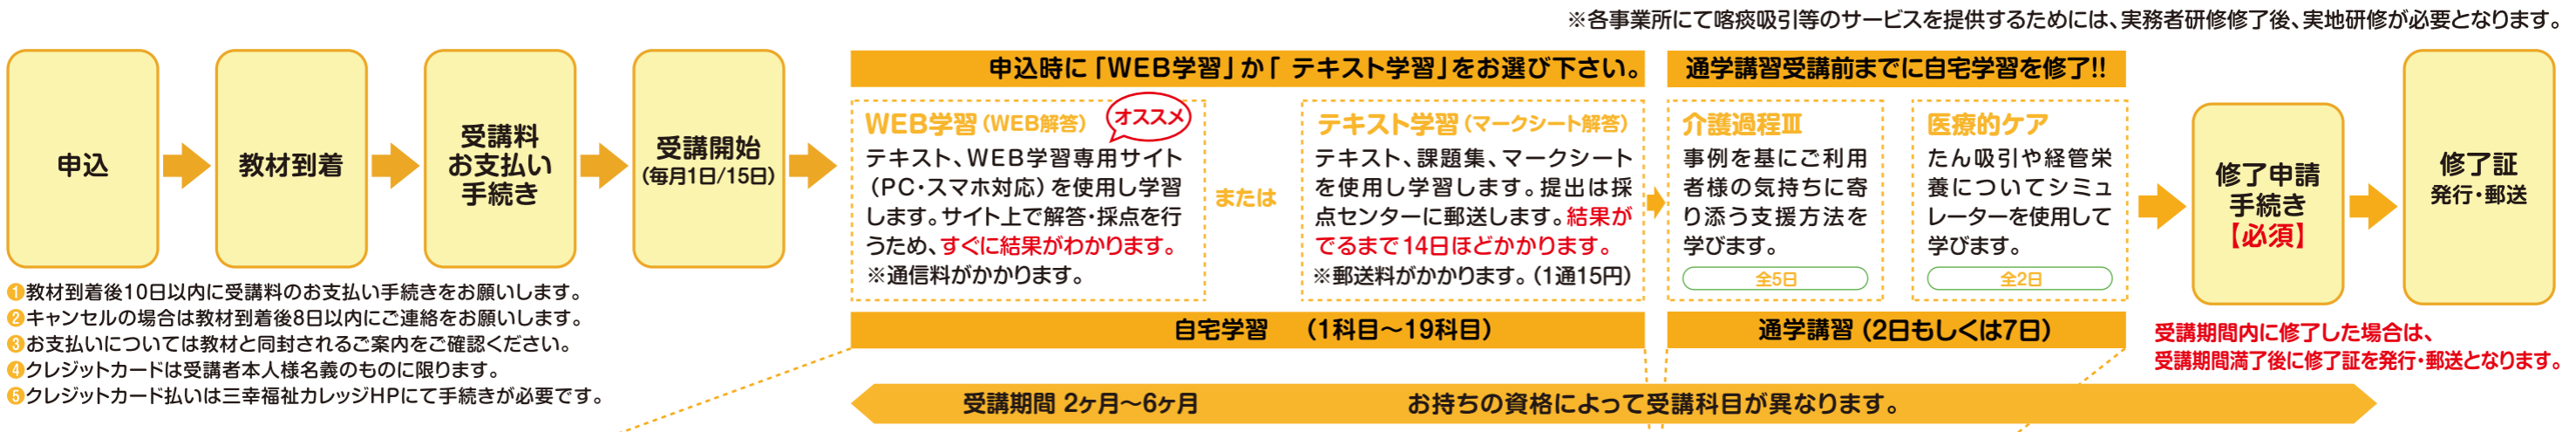 ※各事業所にて喀痰吸引等のサービスを提供するためには、実務者研修修了後、実地研修が必要となります。
申込
教材到着
受講料
お支払い
手続き
受講開始
(毎月1日/15日)
申込時に「WEB学習」か「 テキスト学習」をお選び下さい。
WEB学習(WEB解答)
オススメ
テキスト、WEB学習専用サイト
(PC・スマホ対応)を使用し学習
します。サイト上で解答・採点を行
うため、すぐに結果がわかります。
※通信料がかかります。
または
テキスト学習(マークシート解答)
テキスト、課題集、マークシート
を使用し学習します。提出は採
点センターに郵送します。結果が
でるまで14日ほどかかります。
※郵送料がかかります。(1通15円)
自宅学習 (1科目～19科目)
通学講習受講前までに自宅学習を修了!!
介護過程Ⅲ
事例を基にご利用
者様の気持ちに寄
り添う支援方法を
学びます。
全5日
医療的ケア
たん吸引や経管栄
養についてシミュ
レーターを使用して
学びます。
全2日
通学講習(2日もしくは7日)
修了申請
手続き
【必須】
修了証
発行・郵送
❶教材到着後10日以内に受講料のお支払い手続きをお願いします。
❷キャンセルの場合は教材到着後8日以内にご連絡をお願いします。
❸お支払いについては教材と同封されるご案内をご確認ください。
❹クレジットカードは受講者本人様名義のものに限ります。
❺クレジットカード払いは三幸福祉カレッジHPにて手続きが必要です。
受講期間内に修了した場合は、
受講期間満了後に修了証を発行・郵送となります。
受講期間 2ヶ月～6ヶ月 お持ちの資格によって受講科目が異なります。